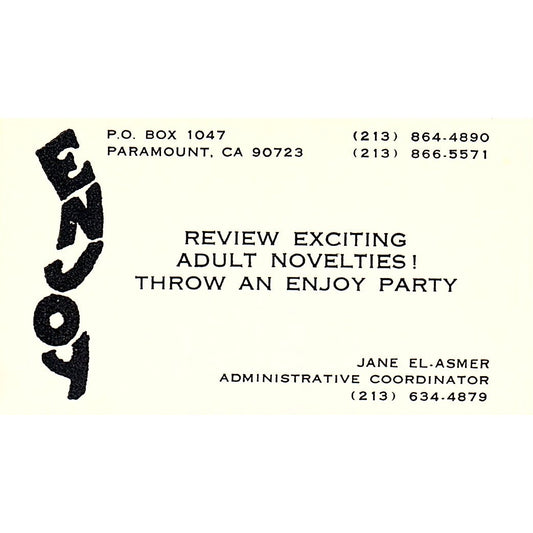 ENJOY
P.O. BOX 1047
PARAMOUNT, CA 90723
(213) 864-4890
(213) 866-5571
REVIEW EXCITING
ADULT NOVELTIES!
THROW AN ENJOY PARTY
JANE EL-ASMER
ADMINISTRATIVE COORDINATOR
(213) 634-4879